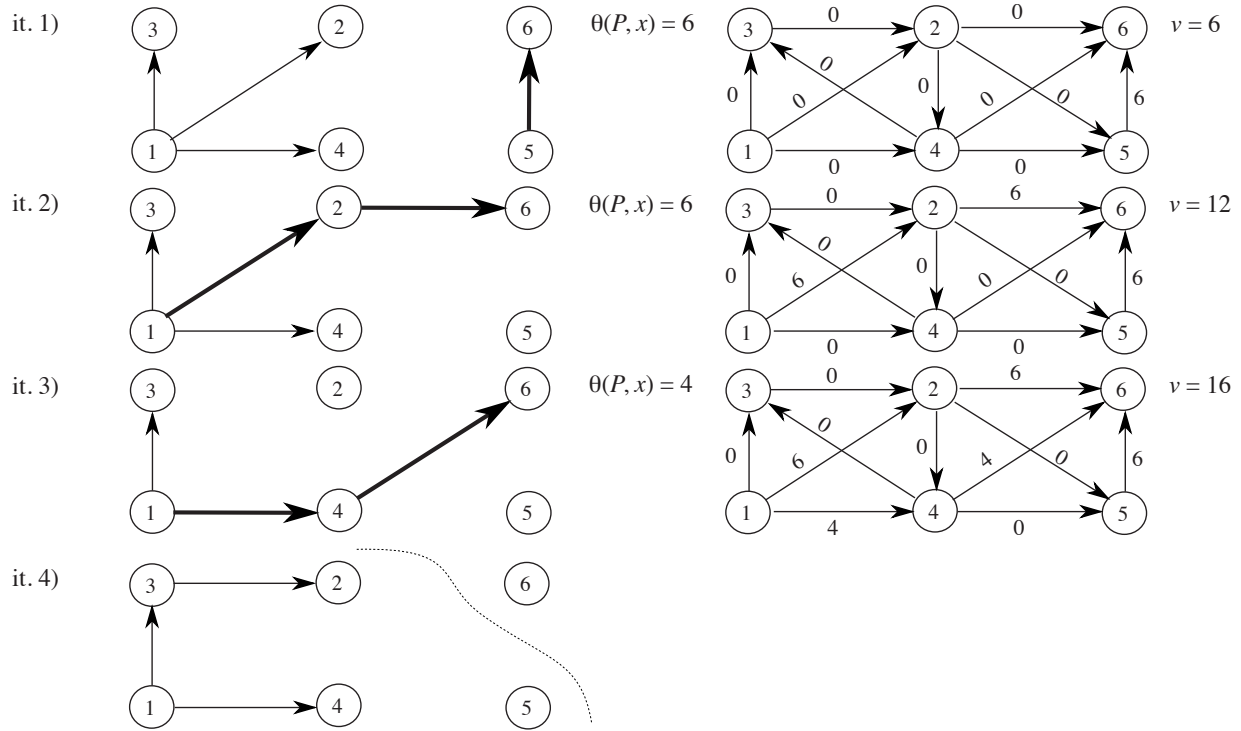 it. 1) 3 2 6 θ(P, x) = 6 3 0 2 0 6 v = 6
0 0 0 0 0 0 6
1 4 5 1 0 4 0 5
it. 2) 3 2 6 θ(P, x) = 6 3 0 2 6 6 v = 12
0 6 0 0 0 0 6
1 4 5 1 0 4 0 5
it. 3) 3 2 6 θ(P, x) = 4 3 0 2 6 6 v = 16
0 6 0 0 4 0 6
1 4 5 1 4 4 0 5
it. 4) 3 2 6
1 4 5